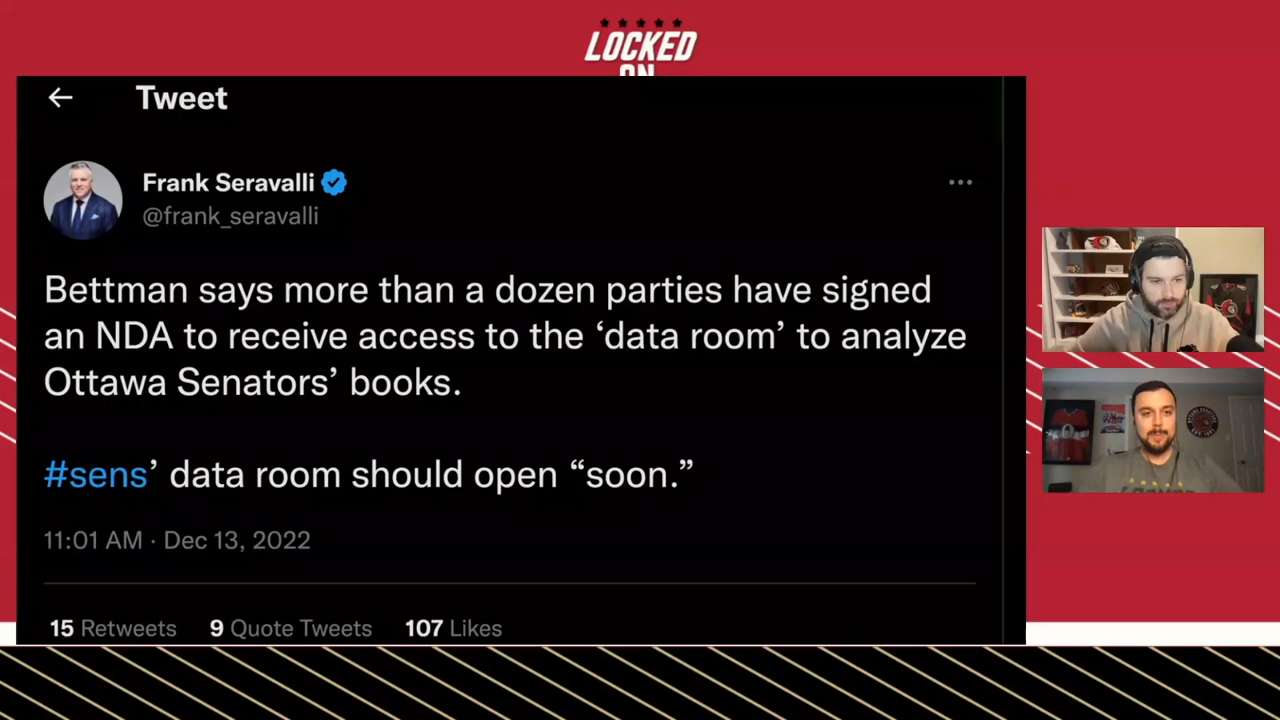 LOCKED
ON
Tweet
Frank Seravalli
@frank_seravalli
Bettman says more than a dozen parties have signed
an NDA to receive access to the ‘data room’ to analyze
Ottawa Senators’ books.
#sens’ data room should open “soon.”
11:01 AM · Dec 13, 2022
15 Retweets 9 Quote Tweets 107 Likes